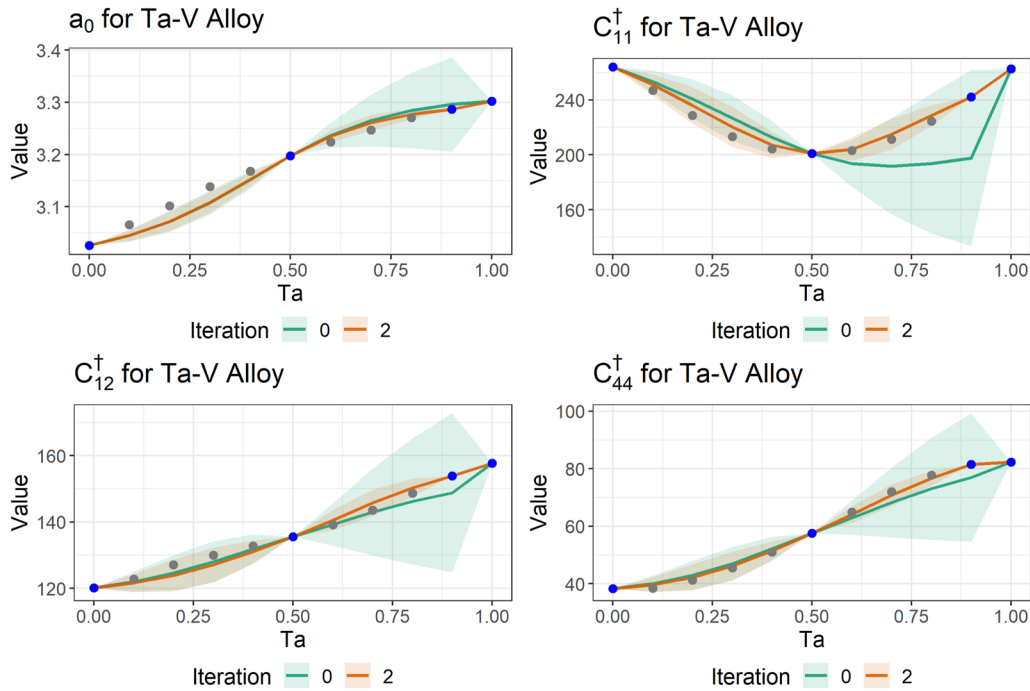 a₀ for Ta-V Alloy
Value
3.4
3.3
3.2
3.1
0.00 0.25 0.50 0.75 1.00
Ta
Iteration 0 2
C†₁₁ for Ta-V Alloy
Value
240
200
160
0.00 0.25 0.50 0.75 1.00
Ta
Iteration 0 2
C†₁₂ for Ta-V Alloy
Value
160
140
120
0.00 0.25 0.50 0.75 1.00
Ta
Iteration 0 2
C†₄₄ for Ta-V Alloy
Value
100
80
60
40
0.00 0.25 0.50 0.75 1.00
Ta
Iteration 0 2